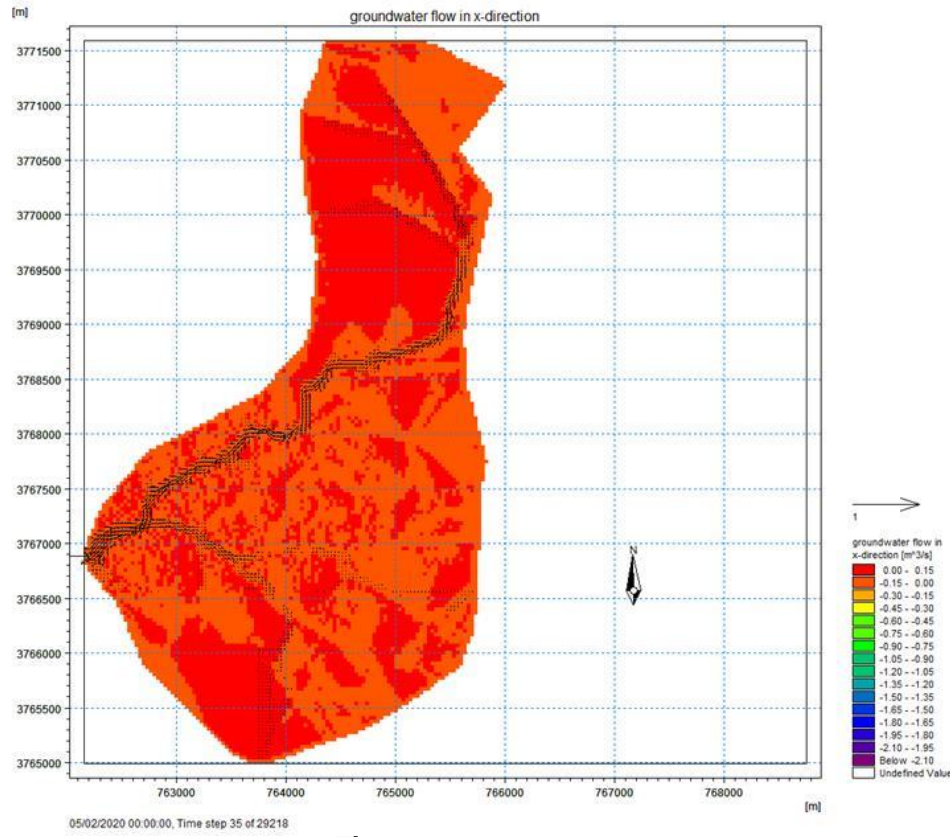 [m]
groundwater flow in x-direction
3771500
3771000
3770500
3770000
3769500
3769000
3768500
3768000
3767500
3767000
3766500
3766000
3765500
3765000
763000 764000 765000 766000 767000 768000
[m]
N
1
groundwater flow in
x-direction [m^3/s]
0.00 - 0.15
-0.15 - 0.00
-0.30 - -0.15
-0.45 - -0.30
-0.60 - -0.45
-0.75 - -0.60
-0.90 - -0.75
-1.05 - -0.90
-1.20 - -1.05
-1.35 - -1.20
-1.50 - -1.35
-1.65 - -1.50
-1.80 - -1.65
-1.95 - -1.80
-2.10 - -1.95
Below -2.10
Undefined Value
05/02/2020 00:00:00, Time step 35 of 29218